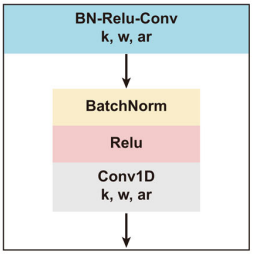 BN-Relu-Conv
k, w, ar
BatchNorm
Relu
Conv1D
k, w, ar